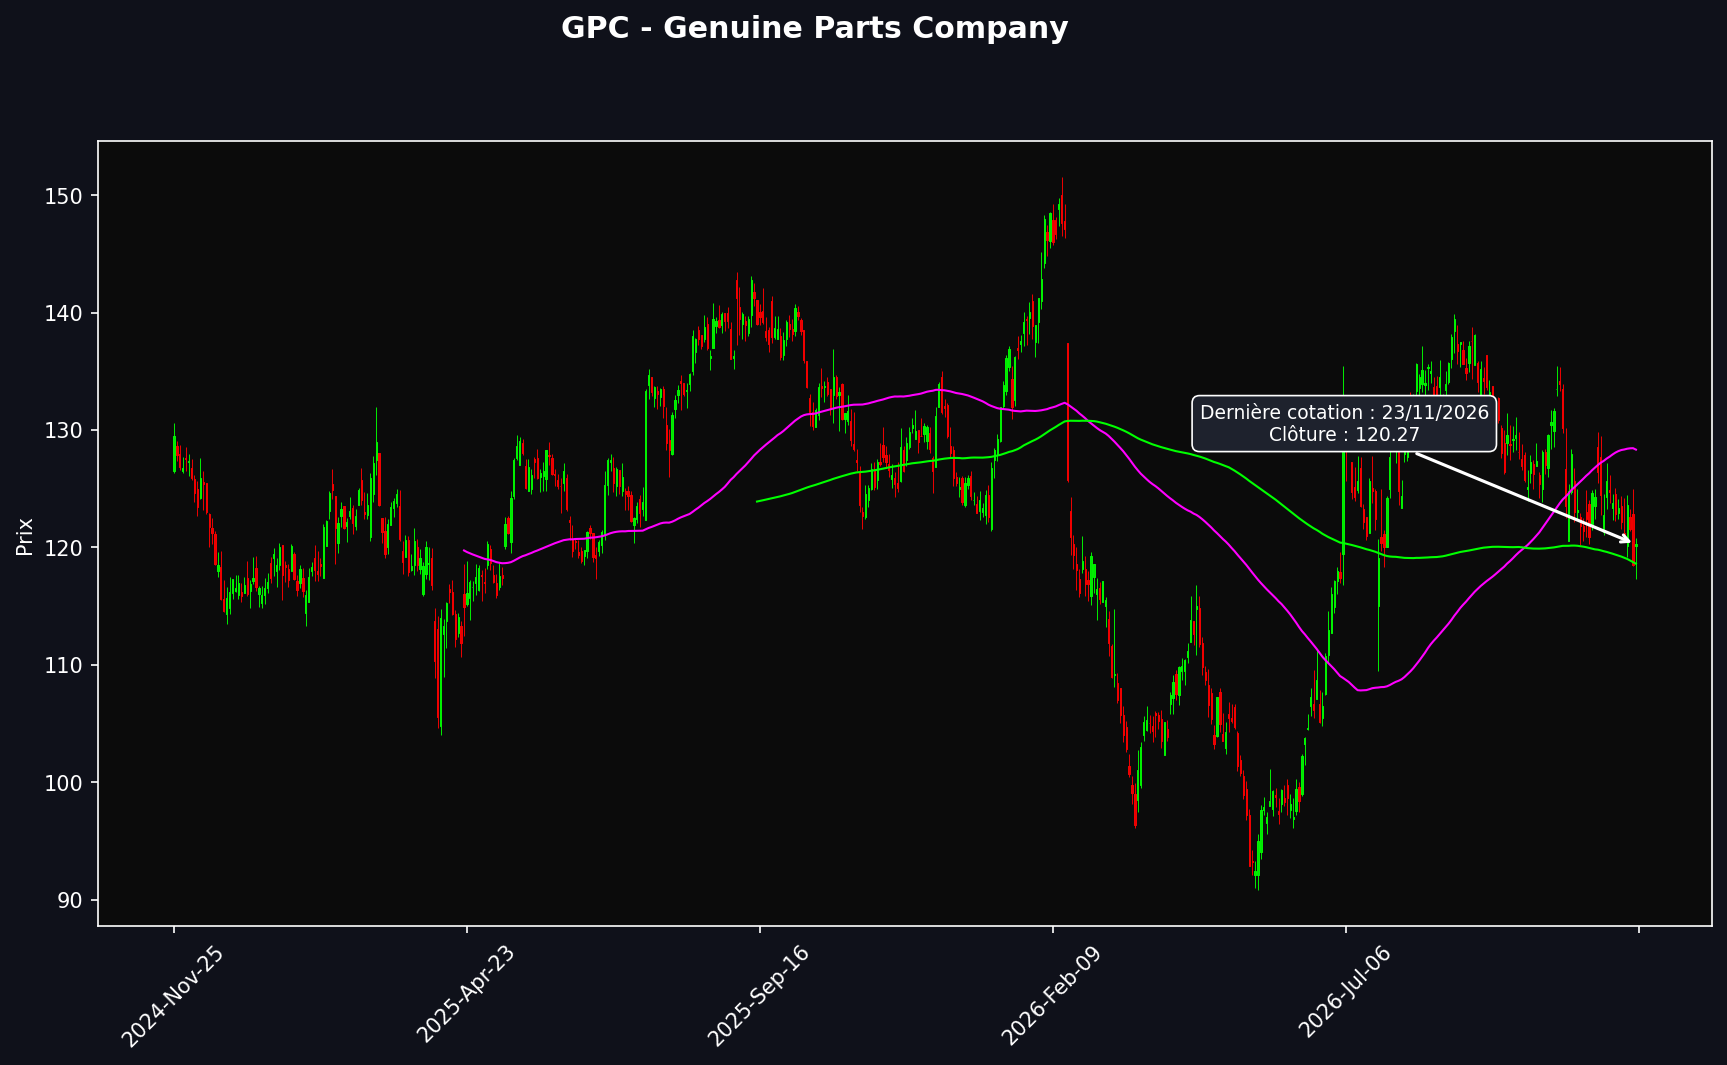 GPC - Genuine Parts Company
150
140
130
120
110
100
90
Prix
Dernière cotation : 23/11/2026
Clôture : 120.27
2024-Nov-25
2025-Apr-23
2025-Sep-16
2026-Feb-09
2026-Jul-06